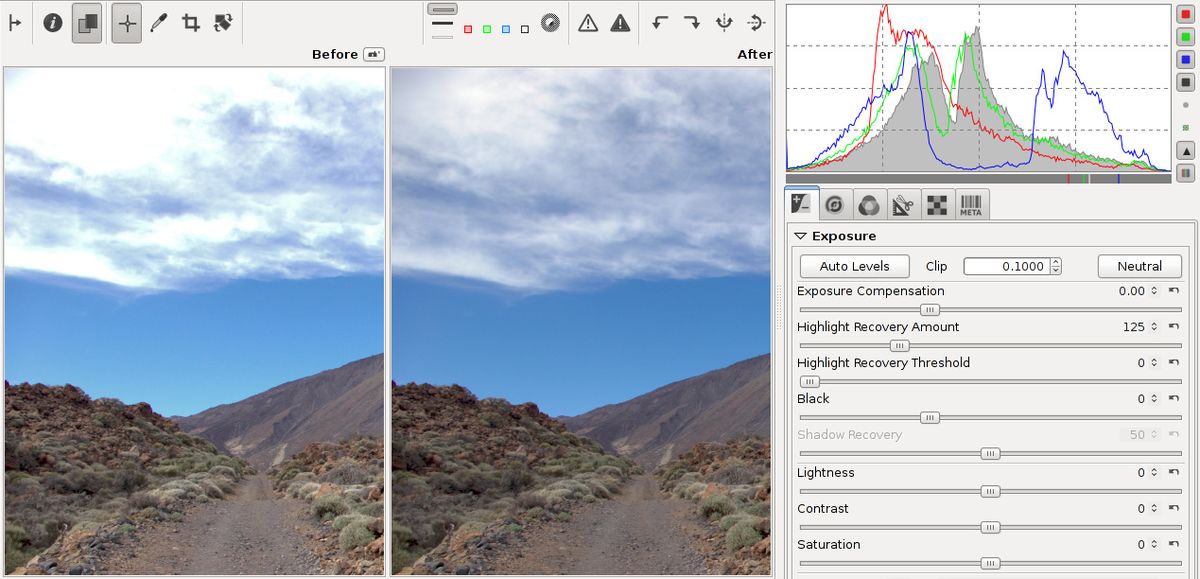 Before
After
META
Exposure
Auto Levels Clip 0.1000 Neutral
Exposure Compensation 0.00
Highlight Recovery Amount 125
Highlight Recovery Threshold 0
Black 0
Shadow Recovery 50
Lightness 0
Contrast 0
Saturation 0